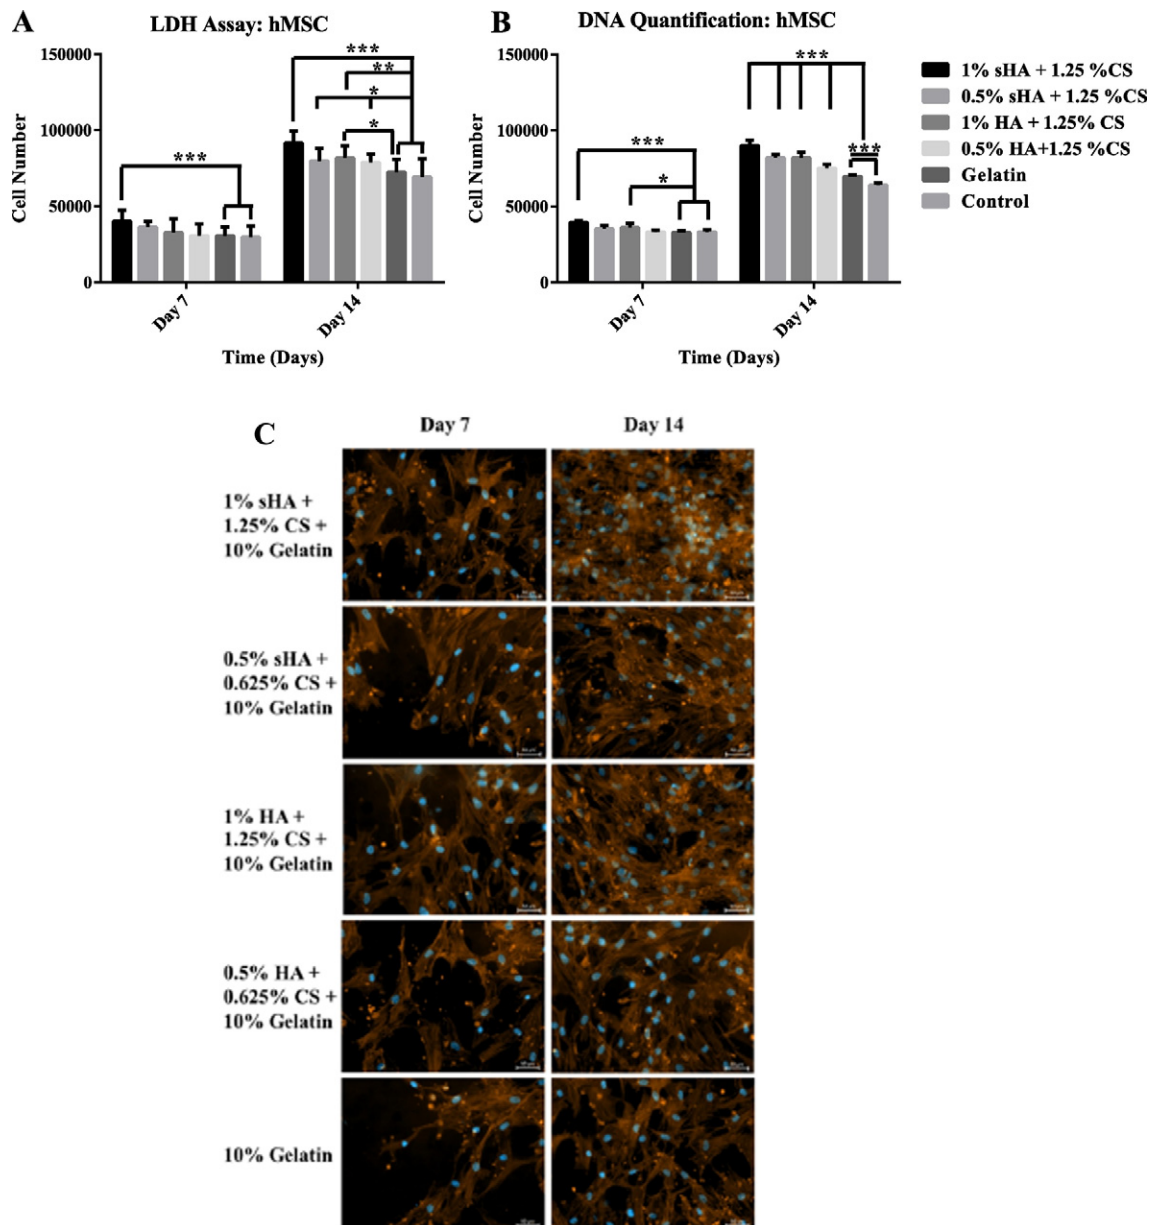 A
LDH Assay: hMSC
150000
100000
50000
0
Cell Number
***
***
**
*
*
Day 7
Day 14
Time (Days)
B
DNA Quantification: hMSC
150000
100000
50000
0
Cell Number
***
*
***
***
Day 7
Day 14
Time (Days)
1% sHA + 1.25 %CS
0.5% sHA + 1.25 %CS
1% HA + 1.25% CS
0.5% HA+1.25 %CS
Gelatin
Control
C
Day 7
Day 14
1% sHA +
1.25% CS +
10% Gelatin
0.5% sHA +
0.625% CS +
10% Gelatin
1% HA +
1.25% CS +
10% Gelatin
0.5% HA +
0.625% CS +
10% Gelatin
10% Gelatin